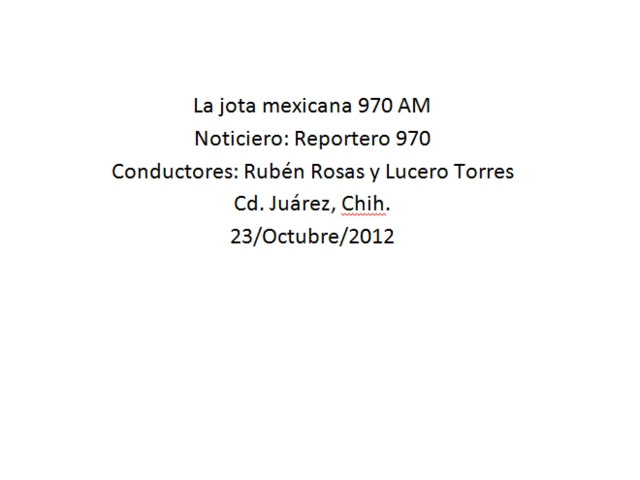 La jota mexicana 970 AM
Noticiero: Reportero 970
Conductores: Rubén Rosas y Lucero Torres
Cd. Juárez, Chih.
23/Octubre/2012